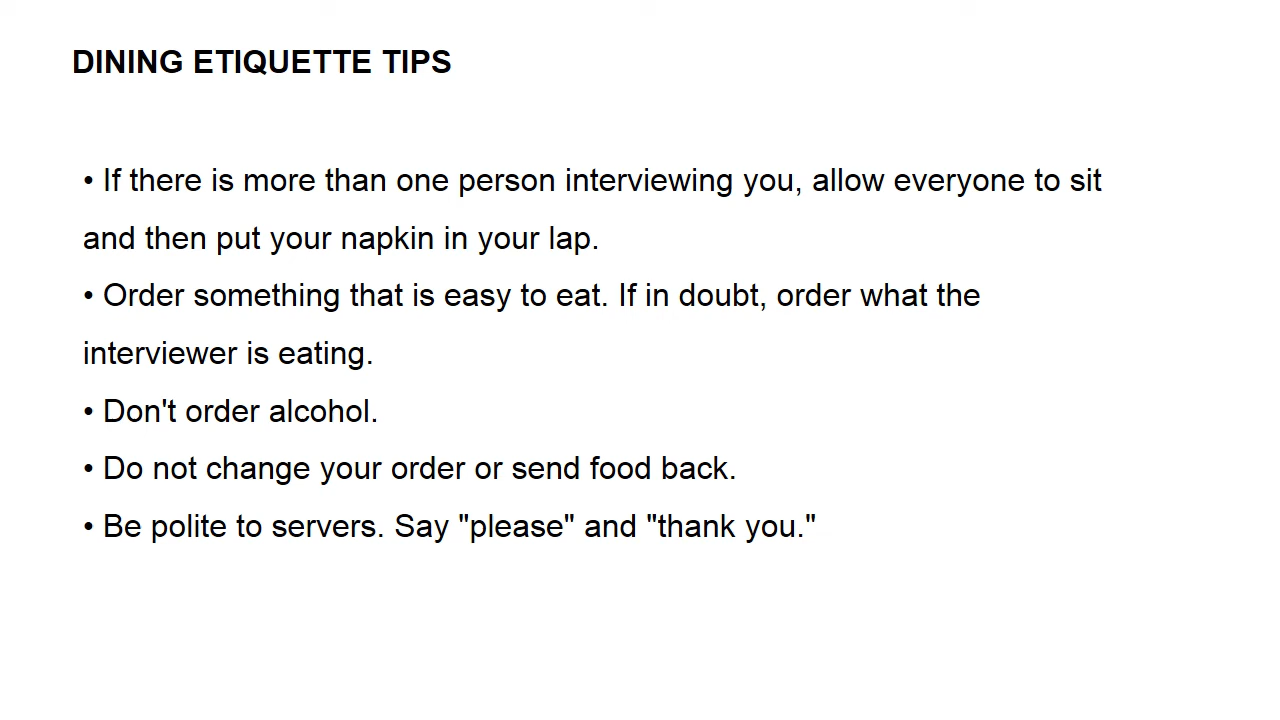 DINING ETIQUETTE TIPS
• If there is more than one person interviewing you, allow everyone to sit
and then put your napkin in your lap.
• Order something that is easy to eat. If in doubt, order what the
interviewer is eating.
• Don't order alcohol.
• Do not change your order or send food back.
• Be polite to servers. Say "please" and "thank you."